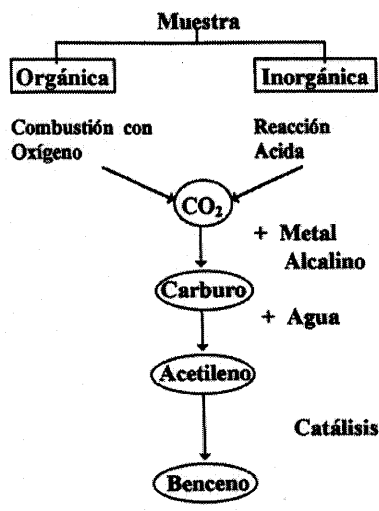 Muestra
Orgánica
Inorgánica
Combustión con
Oxígeno
Reacción
Acida
CO₂
+ Metal
Alcalino
Carburo
+ Agua
Acetileno
Catálisis
Benceno